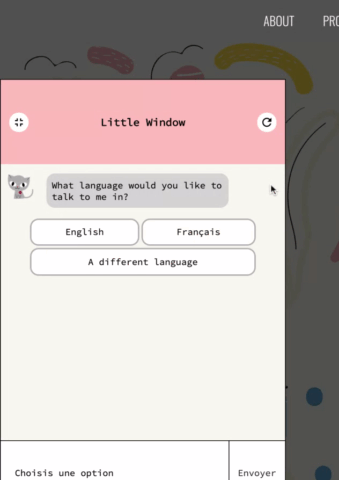 ABOUT
Little Window
What language would you like to
talk to me in?
English
Français
A different language
Choisis une option
Envoyer